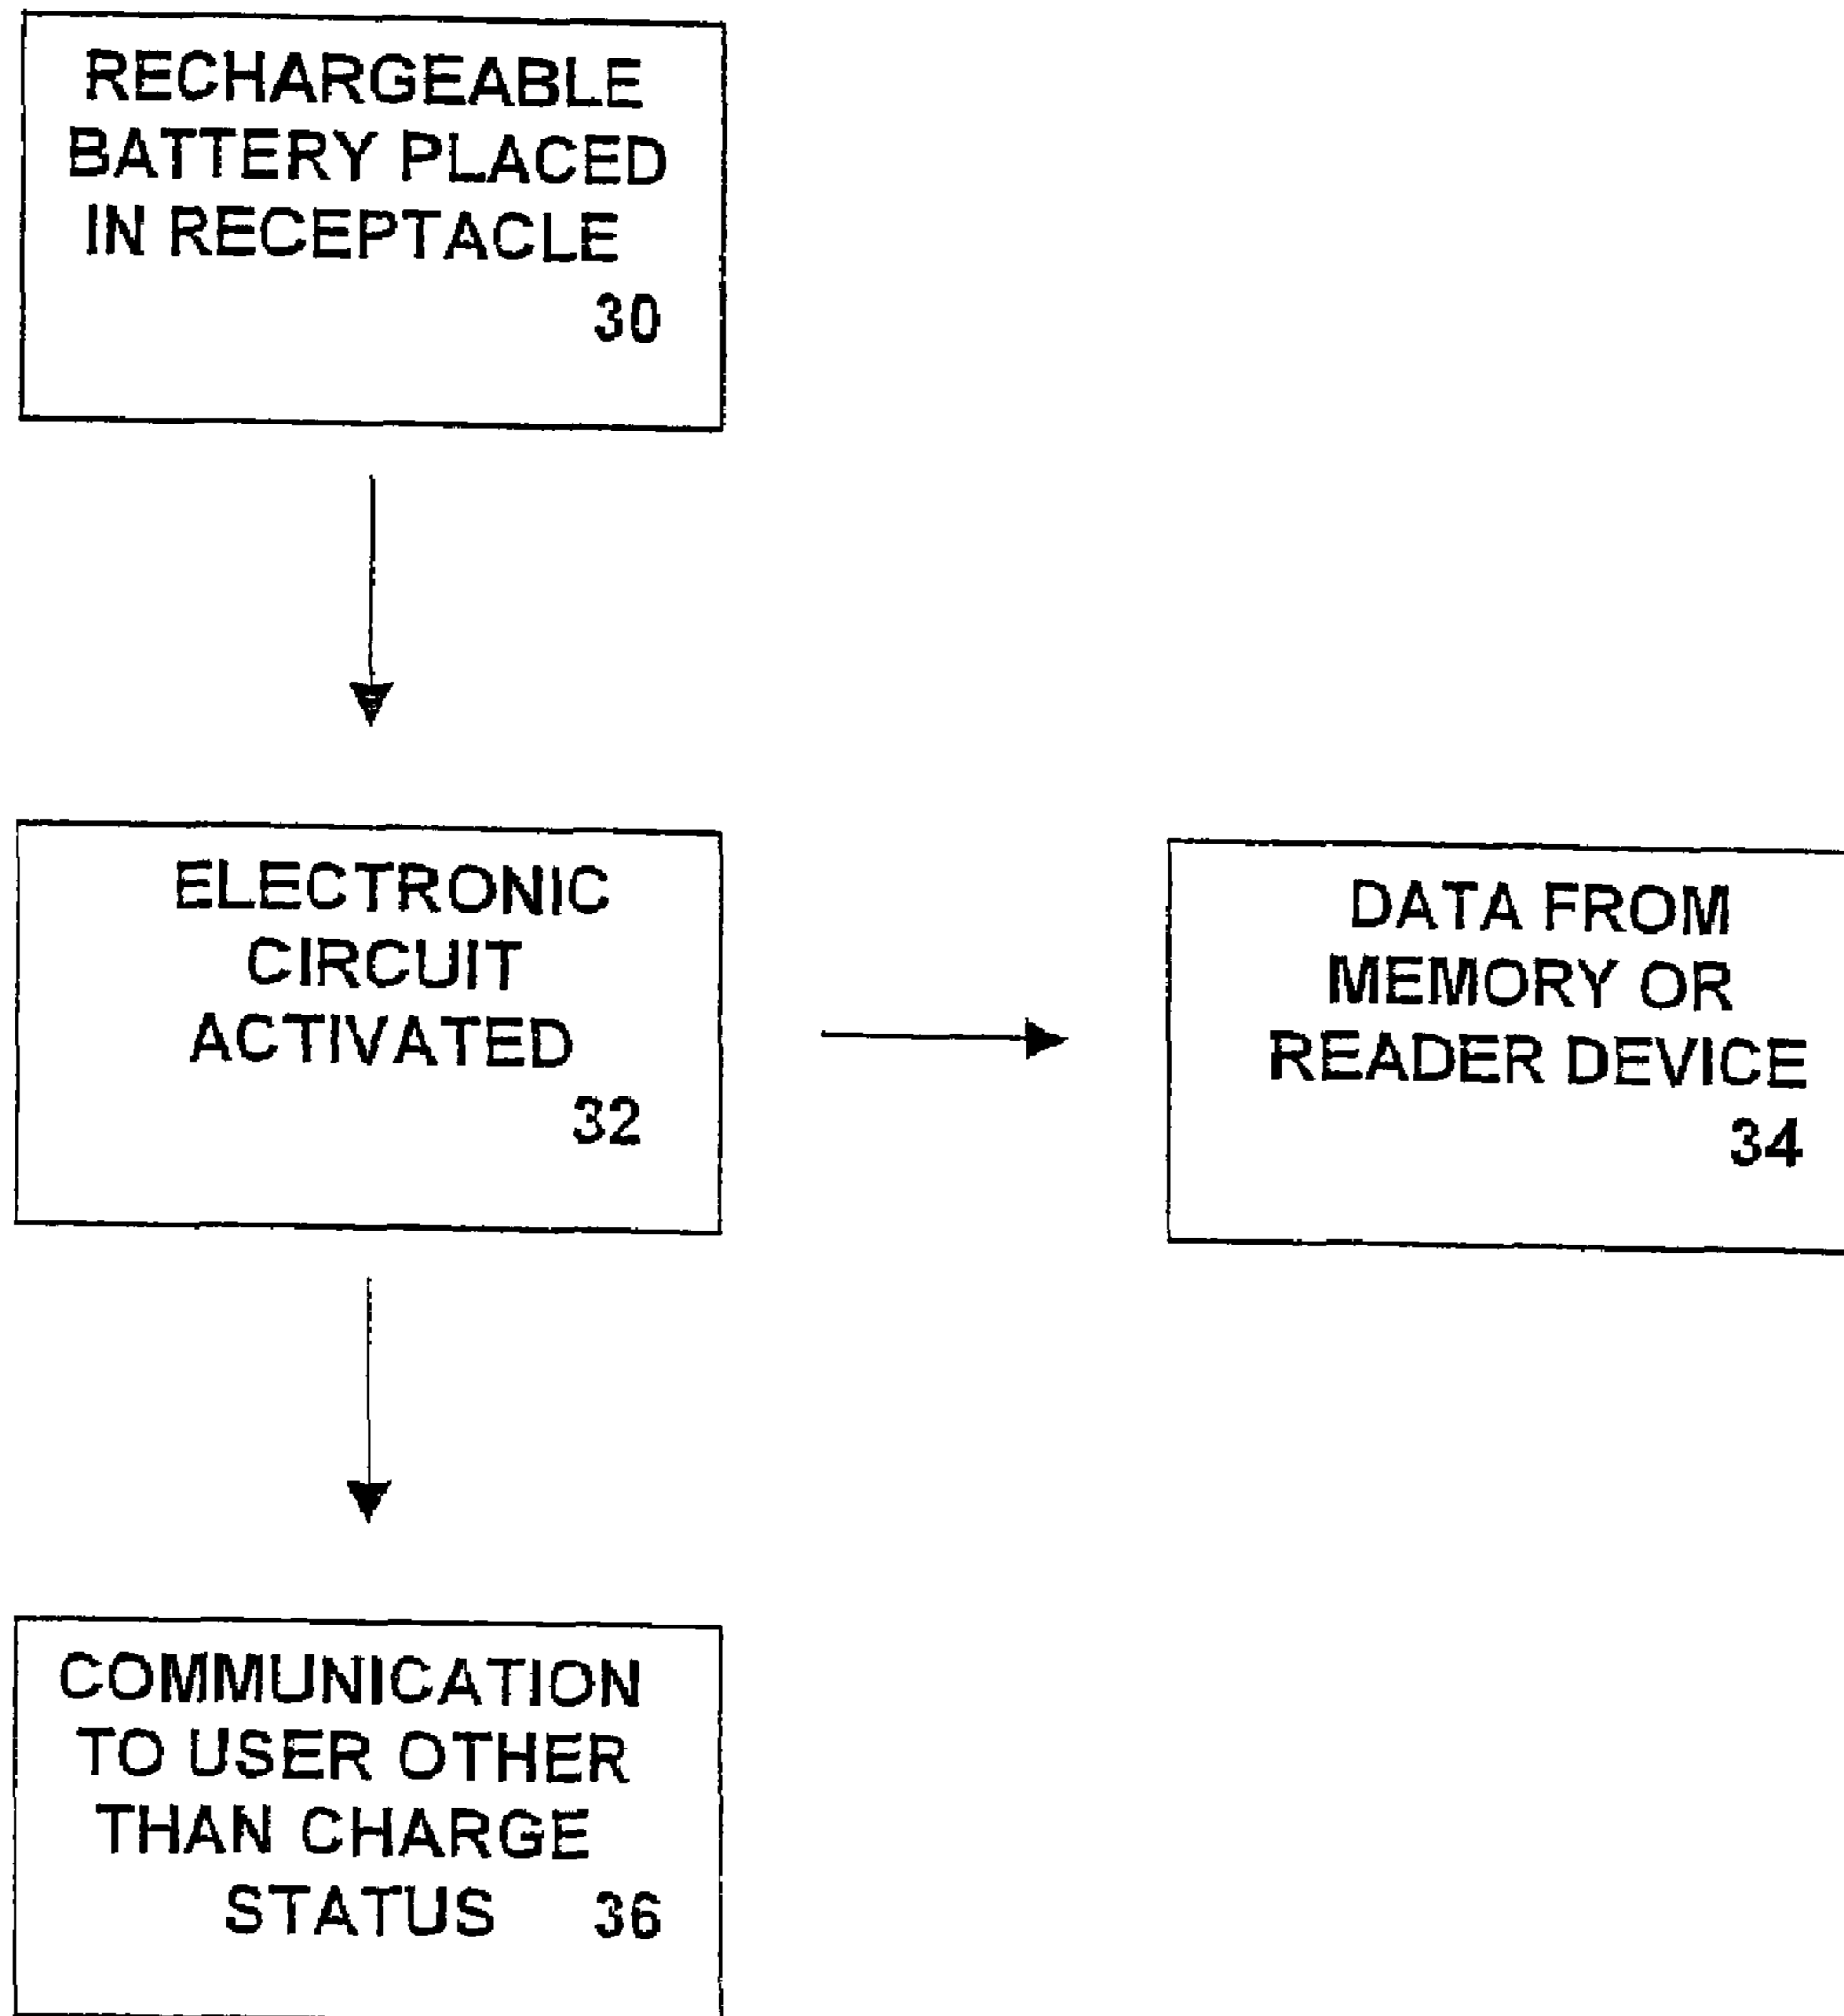 RECHARGEABLE
BATTERY PLACED
IN RECEPTACLE
30
ELECTRONIC
CIRCUIT
ACTIVATED
32
DATA FROM
MEMORY OR
READER DEVICE
34
COMMUNICATION
TO USER OTHER
THAN CHARGE
STATUS 36